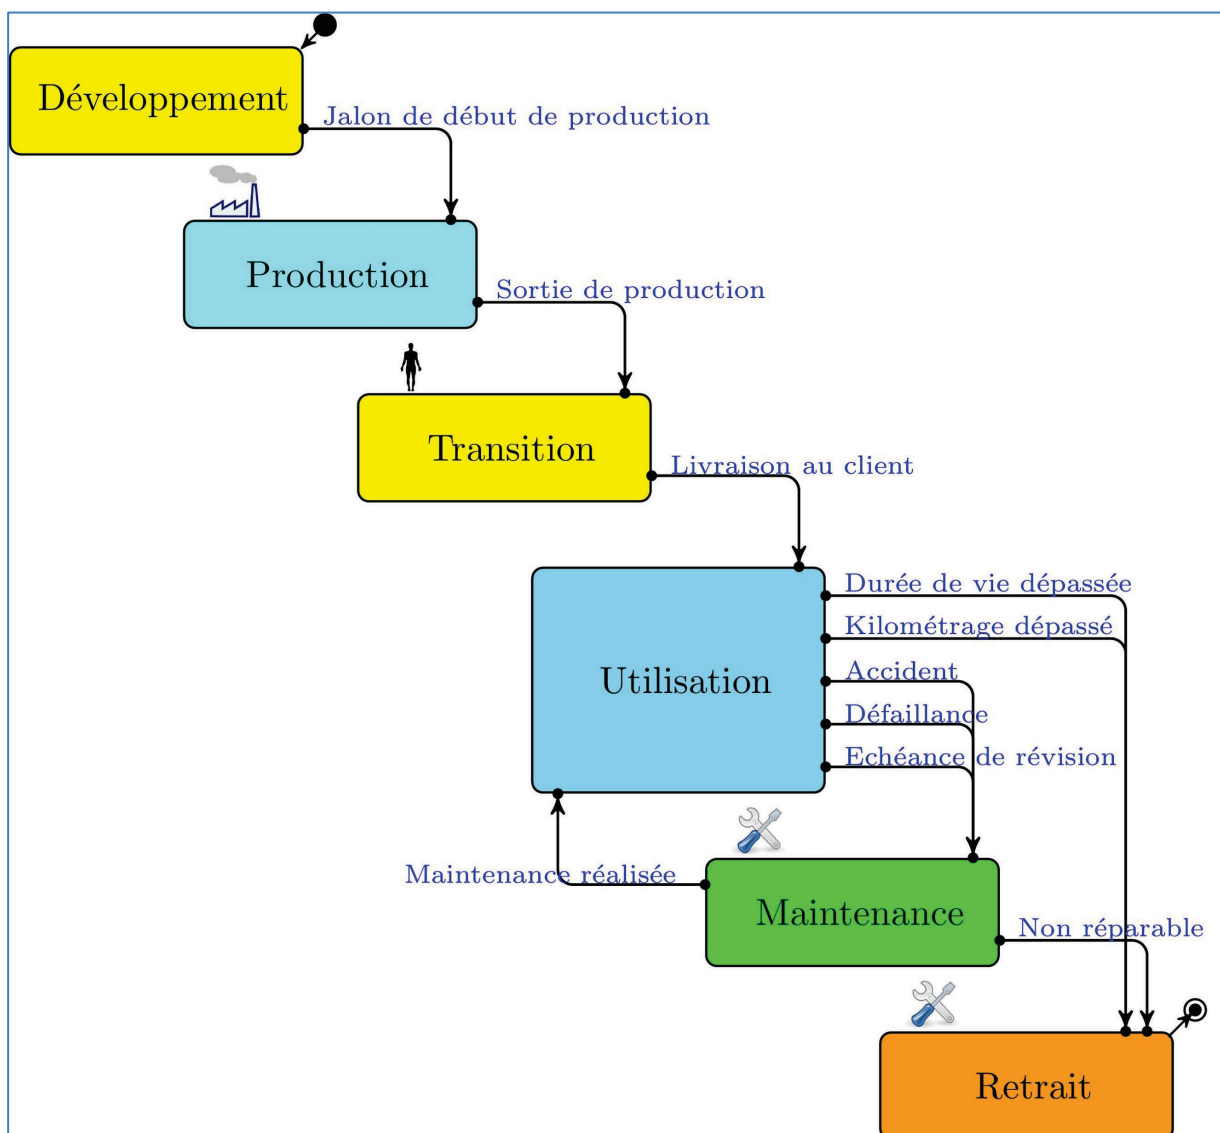 Développement
Jalon de début de production
Production
Sortie de production
Transition
Livraison au client
Durée de vie dépassée
Kilométrage dépassé
Utilisation
Accident
Défaillance
Echéance de révision
Maintenance réalisée
Maintenance
Non réparable
Retrait